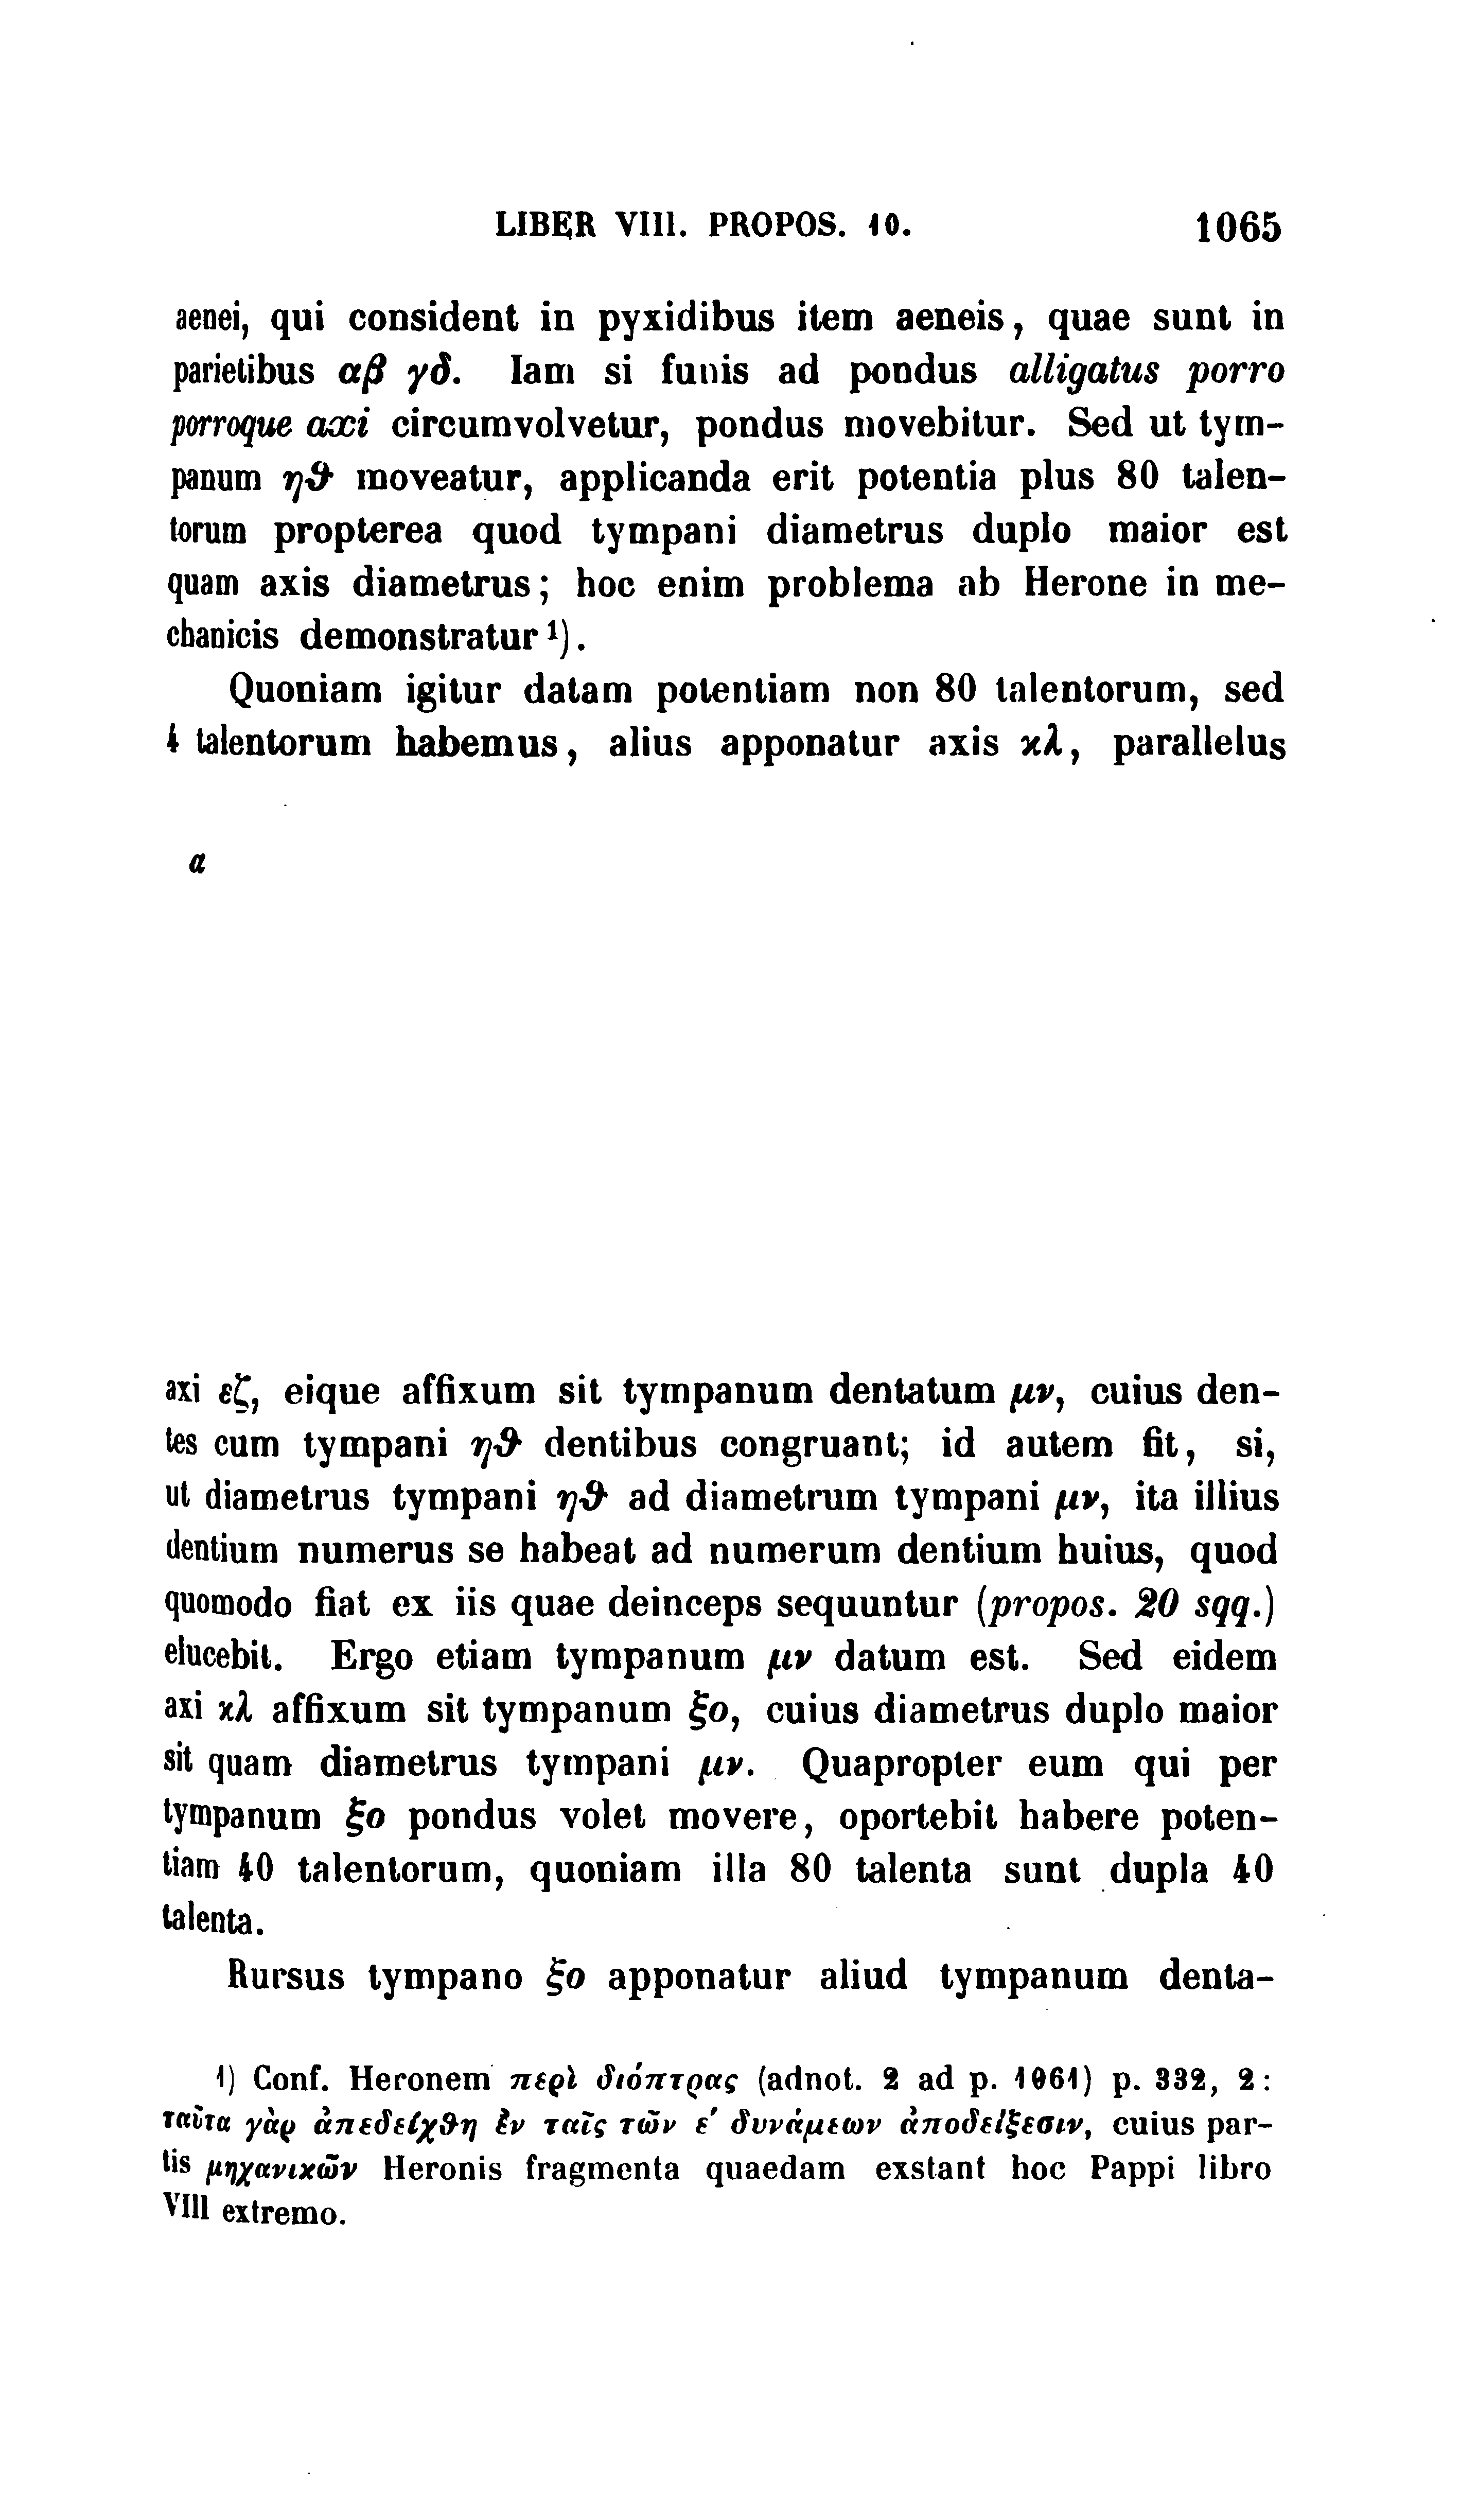 LIBER VIII. PROPOS. 10. 1065
aenei, qui consident in pyxidibus item aeneis, quae sunt in
parietibus αβ γδ. Iam si funis ad pondus alligatus porro
porroque axi circumvolvetur, pondus movebitur. Sed ut tym-
panum ηϑ moveatur, applicanda erit potentia plus 80 talen-
torum propterea quod tympani diametrus duplo maior est
quam axis diametrus; hoc enim problema ab Herone in me-
chanicis demonstratur¹).
Quoniam igitur datam potentiam non 80 talentorum, sed
4 talentorum habemus, alius apponatur axis κλ, parallelus
α
axi εζ, eique affixum sit tympanum dentatum μν, cuius den-
tes cum tympani ηϑ dentibus congruant; id autem fit, si,
ut diametrus tympani ηϑ ad diametrum tympani μν, ita illius
dentium numerus se habeat ad numerum dentium huius, quod
quomodo fiat ex iis quae deinceps sequuntur (propos. 20 sqq.)
elucebit. Ergo etiam tympanum μν datum est. Sed eidem
axi κλ affixum sit tympanum ξο, cuius diametrus duplo maior
sit quam diametrus tympani μν. Quapropter eum qui per
tympanum ξο pondus volet movere, oportebit habere poten-
tiam 40 talentorum, quoniam illa 80 talenta sunt dupla 40
talenta.
Rursus tympano ξο apponatur aliud tympanum denta-
1) Conf. Heronem περὶ διόπτρας (adnot. 2 ad p. 1061) p. 332, 2:
ταῦτα γὰρ ἀπεδείχϑη ἐν ταῖς τῶν ε′ δυνάμεων ἀποδείξεσιν, cuius par-
tis μηχανικῶν Heronis fragmenta quaedam exstant hoc Pappi libro
VIII extremo.